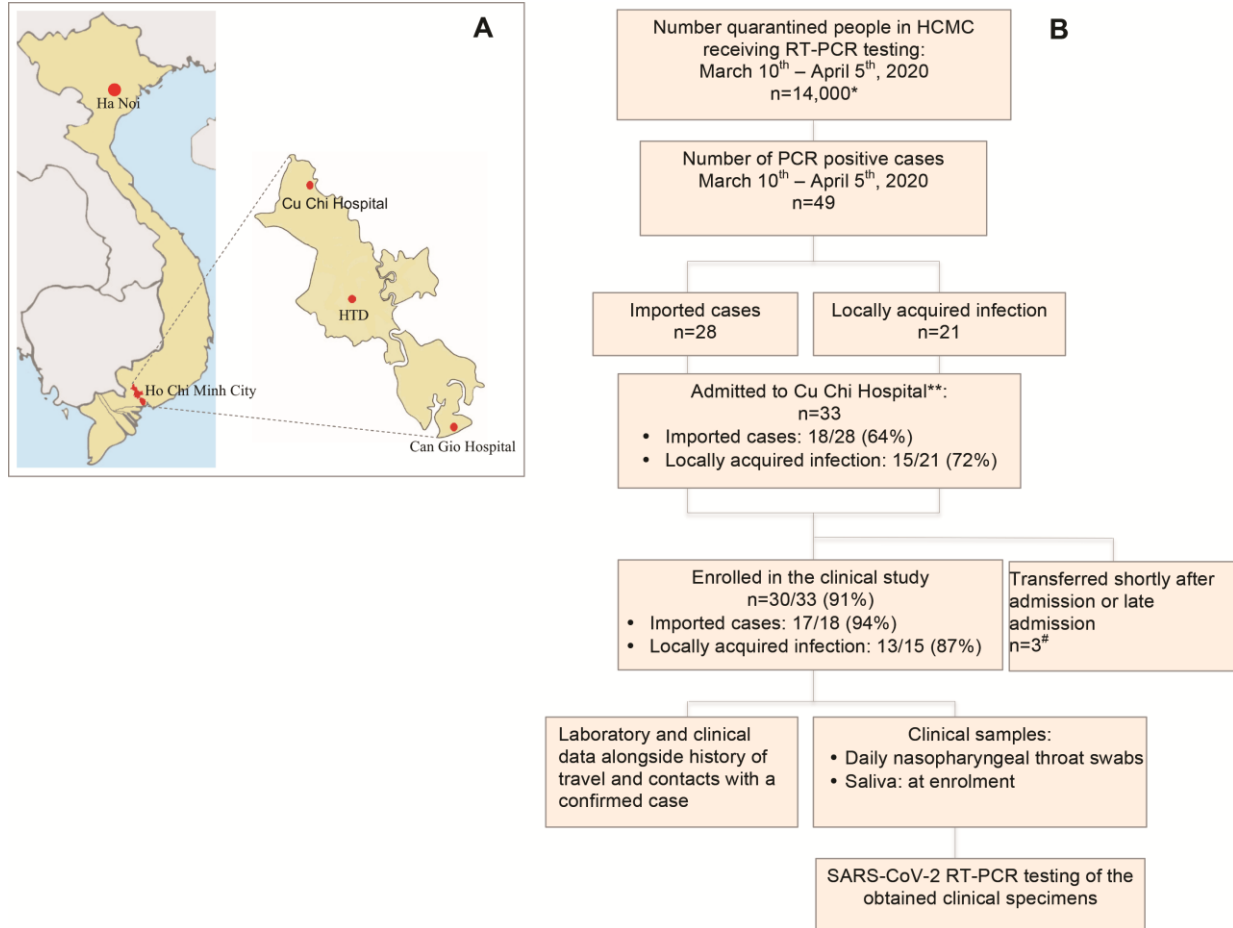 A
Ha Noi
Cu Chi Hospital
HTD
Ho Chi Minh City
Can Gio Hospital
B
Number quarantined people in HCMC
receiving RT-PCR testing:
March 10th – April 5th, 2020
n=14,000*
Number of PCR positive cases
March 10th – April 5th, 2020
n=49
Imported cases
n=28
Locally acquired infection
n=21
Admitted to Cu Chi Hospital**:
n=33
• Imported cases: 18/28 (64%)
• Locally acquired infection: 15/21 (72%)
Enrolled in the clinical study
n=30/33 (91%)
• Imported cases: 17/18 (94%)
• Locally acquired infection: 13/15 (87%)
Transferred shortly after
admission or late
admission
n=3#
Laboratory and clinical
data alongside history of
travel and contacts with a
confirmed case
Clinical samples:
• Daily nasopharyngeal throat swabs
• Saliva: at enrolment
SARS-CoV-2 RT-PCR testing of the
obtained clinical specimens